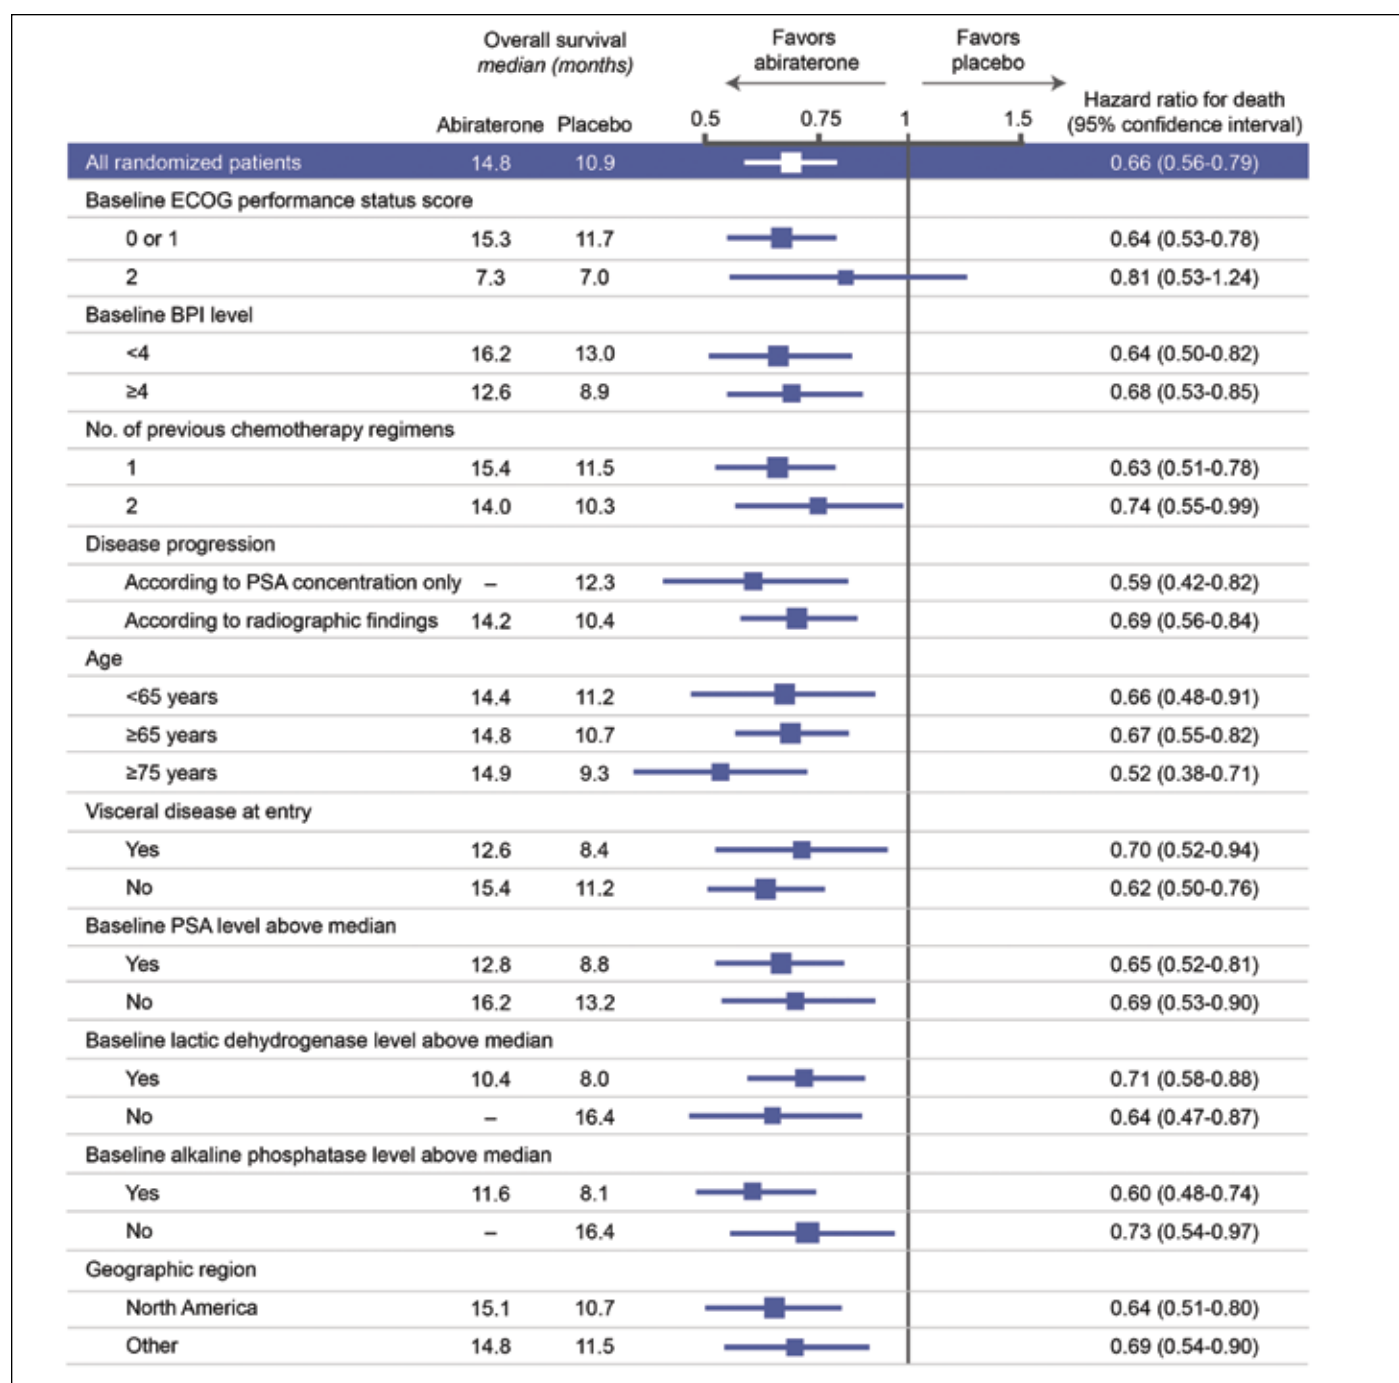 Overall survival
median (months)
Favors
abiraterone
Favors
placebo
Hazard ratio for death
(95% confidence interval)
Abiraterone Placebo 0.5 0.75 1 1.5
All randomized patients 14.8 10.9 0.66 (0.56-0.79)
Baseline ECOG performance status score
0 or 1 15.3 11.7 0.64 (0.53-0.78)
2 7.3 7.0 0.81 (0.53-1.24)
Baseline BPI level
<4 16.2 13.0 0.64 (0.50-0.82)
≥4 12.6 8.9 0.68 (0.53-0.85)
No. of previous chemotherapy regimens
1 15.4 11.5 0.63 (0.51-0.78)
2 14.0 10.3 0.74 (0.55-0.99)
Disease progression
According to PSA concentration only – 12.3 0.59 (0.42-0.82)
According to radiographic findings 14.2 10.4 0.69 (0.56-0.84)
Age
<65 years 14.4 11.2 0.66 (0.48-0.91)
≥65 years 14.8 10.7 0.67 (0.55-0.82)
≥75 years 14.9 9.3 0.52 (0.38-0.71)
Visceral disease at entry
Yes 12.6 8.4 0.70 (0.52-0.94)
No 15.4 11.2 0.62 (0.50-0.76)
Baseline PSA level above median
Yes 12.8 8.8 0.65 (0.52-0.81)
No 16.2 13.2 0.69 (0.53-0.90)
Baseline lactic dehydrogenase level above median
Yes 10.4 8.0 0.71 (0.58-0.88)
No – 16.4 0.64 (0.47-0.87)
Baseline alkaline phosphatase level above median
Yes 11.6 8.1 0.60 (0.48-0.74)
No – 16.4 0.73 (0.54-0.97)
Geographic region
North America 15.1 10.7 0.64 (0.51-0.80)
Other 14.8 11.5 0.69 (0.54-0.90)